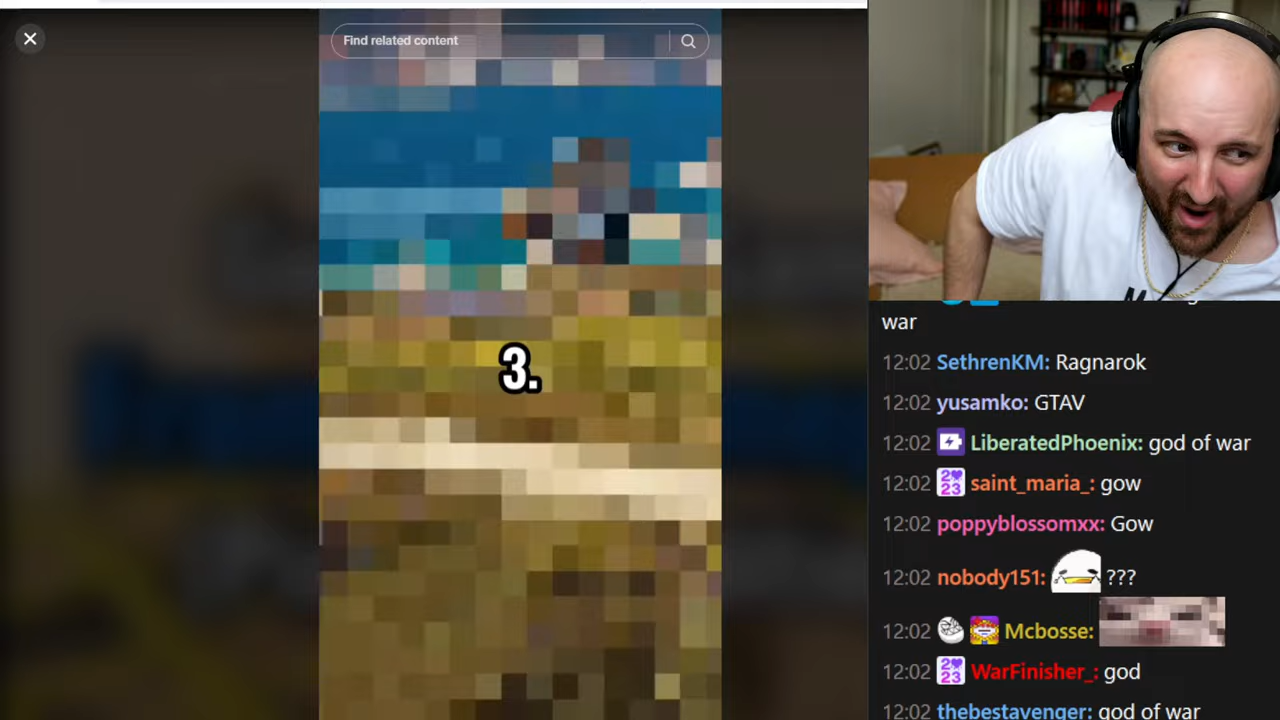 Find related content
3.
war
12:02 SethrenKM: Ragnarok
12:02 yusamko: GTAV
12:02 LiberatedPhoenix: god of war
12:02 saint_maria_: gow
12:02 poppyblossomxx: Gow
12:02 nobody151: ???
12:02 Mcbosse:
12:02 WarFinisher_: god
12:02 thebestavenger: god of war